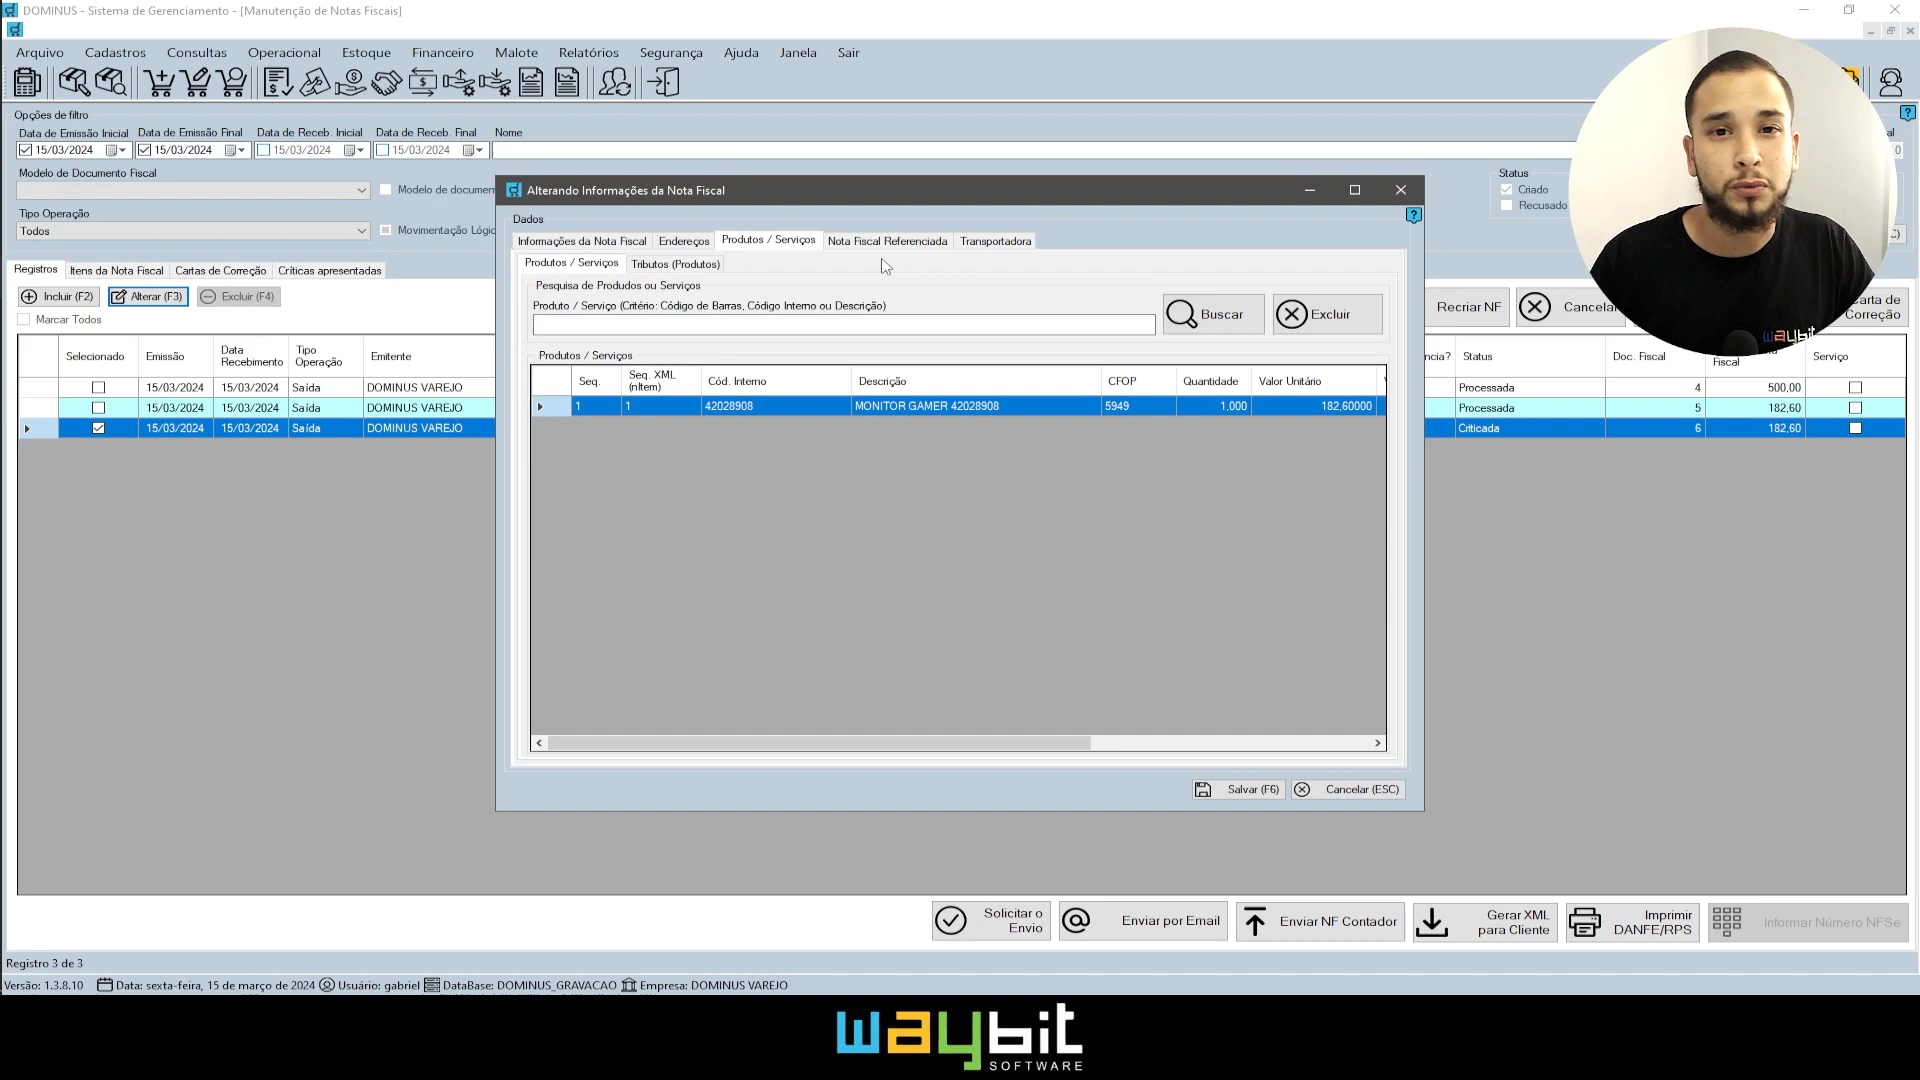 DOMINUS - Sistema de Gerenciamento - [Manutenção de Notas Fiscais]
Arquivo Cadastros Consultas Operacional Estoque Financeiro Malote Relatórios Segurança Ajuda Janela Sair
Opções de filtro
Data de Emissão Inicial Data de Emissão Final Data de Receb. Inicial Data de Receb. Final Nome
15/03/2024 15/03/2024 15/03/2024 15/03/2024
Modelo de Documento Fiscal
Modelo de documen
Tipo Operação
Todos Movimentação Lógic
Status
Criado
Recusado
Registros Itens da Nota Fiscal Cartas de Correção Críticas apresentadas
Incluir (F2) Alterar (F3) Excluir (F4)
Marcar Todos
Recriar NF Cancelar Carta de Correção
Selecionado Emissão Data Recebimento Tipo Operação Emitente
15/03/2024 15/03/2024 Saída DOMINUS VAREJO
15/03/2024 15/03/2024 Saída DOMINUS VAREJO
15/03/2024 15/03/2024 Saída DOMINUS VAREJO
ncia? Status Doc. Fiscal Fiscal Serviço
Processada 4 500,00
Processada 5 182,60
Criticada 6 182,60
Alterando Informações da Nota Fiscal
Dados
Informações da Nota Fiscal Endereços Produtos / Serviços Nota Fiscal Referenciada Transportadora
Produtos / Serviços Tributos (Produtos)
Pesquisa de Produdos ou Serviços
Produto / Serviço (Critério: Código de Barras, Código Interno ou Descrição)
Buscar Excluir
Produtos / Serviços
Seq. Seq. XML (nItem) Cód. Interno Descrição CFOP Quantidade Valor Unitário
1 1 42028908 MONITOR GAMER 42028908 5949 1,000 182,60000
Salvar (F6) Cancelar (ESC)
Solicitar o Envio Enviar por Email Enviar NF Contador Gerar XML para Cliente Imprimir DANFE/RPS Informar Número NFSe
Registro 3 de 3
Versão: 1.3.8.10 Data: sexta-feira, 15 de março de 2024 Usuário: gabriel DataBase: DOMINUS_GRAVACAO Empresa: DOMINUS VAREJO
waybit
waybit
SOFTWARE